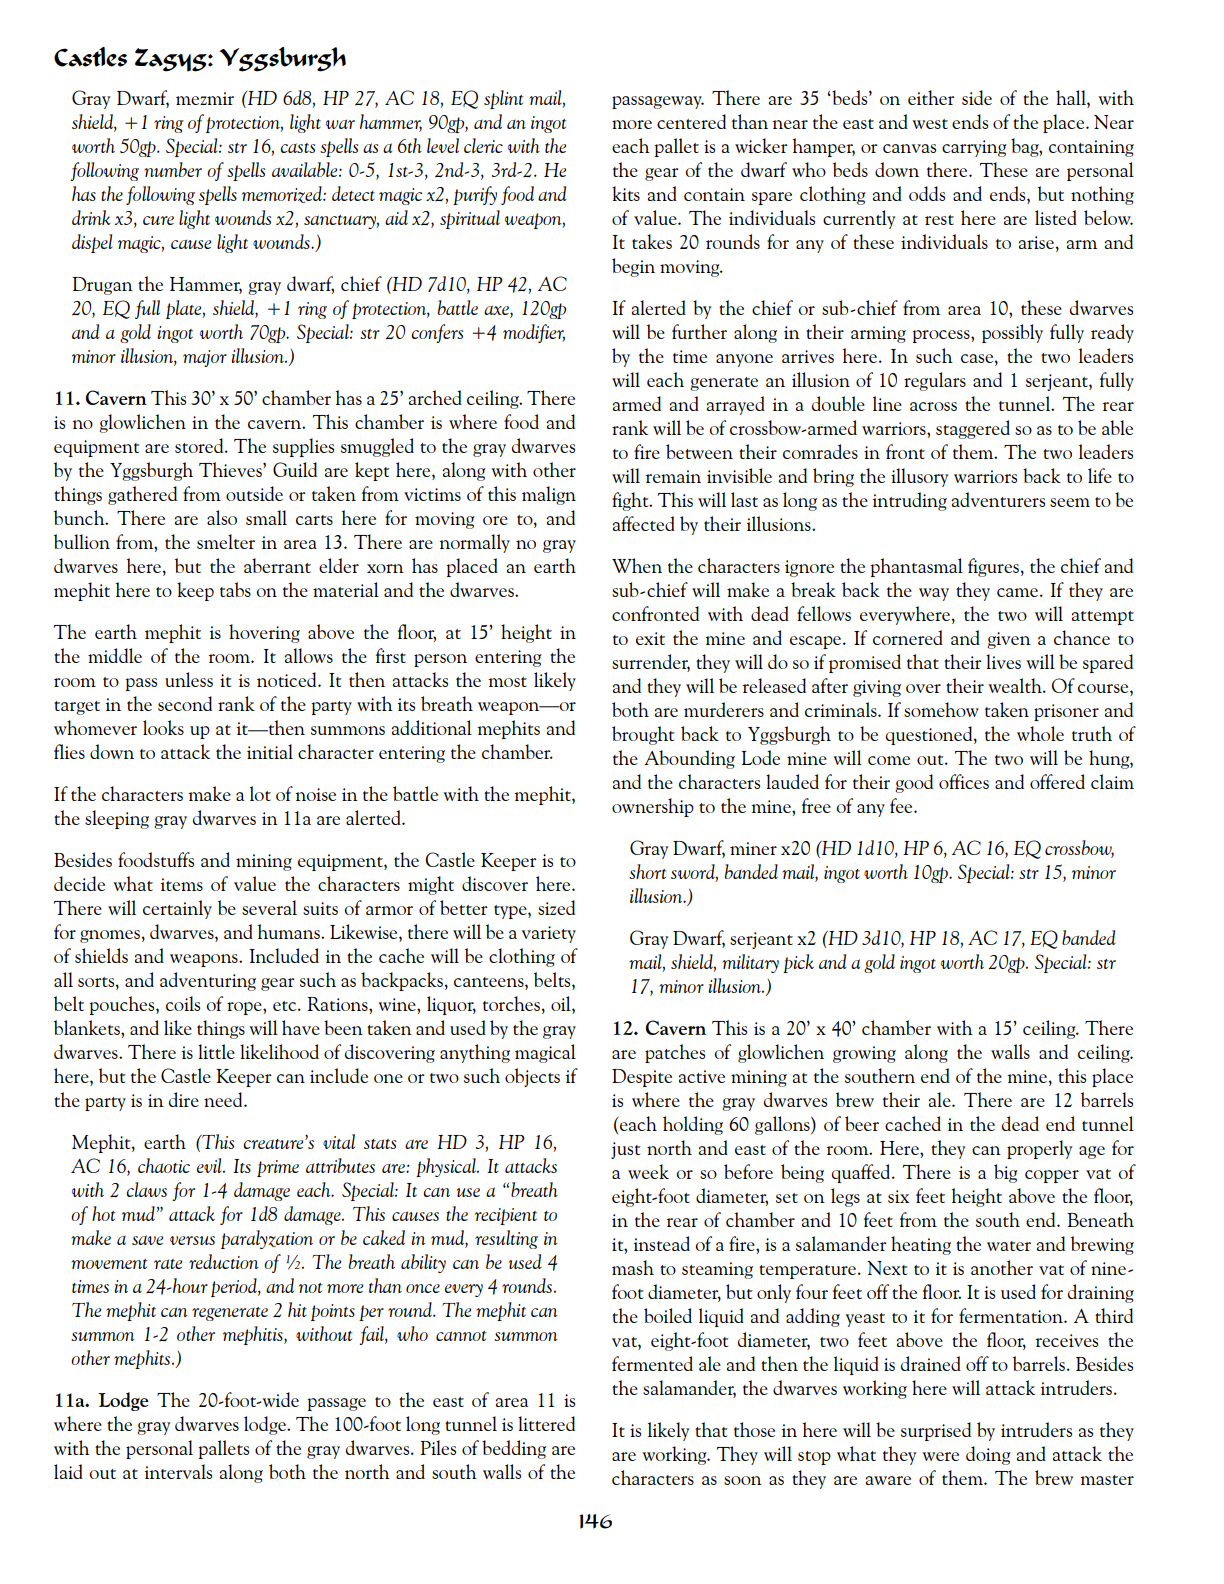 Castles Zagyg: Yggsburgh
Gray Dwarf, mezmir (HD 6d8, HP 27, AC 18, EQ splint mail,
shield, +1 ring of protection, light war hammer, 90gp, and an ingot
worth 50gp. Special: str 16, casts spells as a 6th level cleric with the
following number of spells available: 0-5, 1st-3, 2nd-3, 3rd-2. He
has the following spells memorized: detect magic x2, purify food and
drink x3, cure light wounds x2, sanctuary, aid x2, spiritual weapon,
dispel magic, cause light wounds.)
Drugan the Hammer, gray dwarf, chief (HD 7d10, HP 42, AC
20, EQ full plate, shield, +1 ring of protection, battle axe, 120gp
and a gold ingot worth 70gp. Special: str 20 confers +4 modifier,
minor illusion, major illusion.)
11. Cavern This 30’ x 50’ chamber has a 25’ arched ceiling. There
is no glowlichen in the cavern. This chamber is where food and
equipment are stored. The supplies smuggled to the gray dwarves
by the Yggsburgh Thieves’ Guild are kept here, along with other
things gathered from outside or taken from victims of this malign
bunch. There are also small carts here for moving ore to, and
bullion from, the smelter in area 13. There are normally no gray
dwarves here, but the aberrant elder xorn has placed an earth
mephit here to keep tabs on the material and the dwarves.
The earth mephit is hovering above the floor, at 15’ height in
the middle of the room. It allows the first person entering the
room to pass unless it is noticed. It then attacks the most likely
target in the second rank of the party with its breath weapon—or
whomever looks up at it—then summons additional mephits and
flies down to attack the initial character entering the chamber.
If the characters make a lot of noise in the battle with the mephit,
the sleeping gray dwarves in 11a are alerted.
Besides foodstuffs and mining equipment, the Castle Keeper is to
decide what items of value the characters might discover here.
There will certainly be several suits of armor of better type, sized
for gnomes, dwarves, and humans. Likewise, there will be a variety
of shields and weapons. Included in the cache will be clothing of
all sorts, and adventuring gear such as backpacks, canteens, belts,
belt pouches, coils of rope, etc. Rations, wine, liquor, torches, oil,
blankets, and like things will have been taken and used by the gray
dwarves. There is little likelihood of discovering anything magical
here, but the Castle Keeper can include one or two such objects if
the party is in dire need.
Mephit, earth (This creature’s vital stats are HD 3, HP 16,
AC 16, chaotic evil. Its prime attributes are: physical. It attacks
with 2 claws for 1-4 damage each. Special: It can use a “breath
of hot mud” attack for 1d8 damage. This causes the recipient to
make a save versus paralyzation or be caked in mud, resulting in
movement rate reduction of ½. The breath ability can be used 4
times in a 24-hour period, and not more than once every 4 rounds.
The mephit can regenerate 2 hit points per round. The mephit can
summon 1-2 other mephitis, without fail, who cannot summon
other mephits.)
11a. Lodge The 20-foot-wide passage to the east of area 11 is
where the gray dwarves lodge. The 100-foot long tunnel is littered
with the personal pallets of the gray dwarves. Piles of bedding are
laid out at intervals along both the north and south walls of the
passageway. There are 35 ‘beds’ on either side of the hall, with
more centered than near the east and west ends of the place. Near
each pallet is a wicker hamper, or canvas carrying bag, containing
the gear of the dwarf who beds down there. These are personal
kits and contain spare clothing and odds and ends, but nothing
of value. The individuals currently at rest here are listed below.
It takes 20 rounds for any of these individuals to arise, arm and
begin moving.
If alerted by the chief or sub-chief from area 10, these dwarves
will be further along in their arming process, possibly fully ready
by the time anyone arrives here. In such case, the two leaders
will each generate an illusion of 10 regulars and 1 serjeant, fully
armed and arrayed in a double line across the tunnel. The rear
rank will be of crossbow-armed warriors, staggered so as to be able
to fire between their comrades in front of them. The two leaders
will remain invisible and bring the illusory warriors back to life to
fight. This will last as long as the intruding adventurers seem to be
affected by their illusions.
When the characters ignore the phantasmal figures, the chief and
sub-chief will make a break back the way they came. If they are
confronted with dead fellows everywhere, the two will attempt
to exit the mine and escape. If cornered and given a chance to
surrender, they will do so if promised that their lives will be spared
and they will be released after giving over their wealth. Of course,
both are murderers and criminals. If somehow taken prisoner and
brought back to Yggsburgh to be questioned, the whole truth of
the Abounding Lode mine will come out. The two will be hung,
and the characters lauded for their good offices and offered claim
ownership to the mine, free of any fee.
Gray Dwarf, miner x20 (HD 1d10, HP 6, AC 16, EQ crossbow,
short sword, banded mail, ingot worth 10gp. Special: str 15, minor
illusion.)
Gray Dwarf, serjeant x2 (HD 3d10, HP 18, AC 17, EQ banded
mail, shield, military pick and a gold ingot worth 20gp. Special: str
17, minor illusion.)
12. Cavern This is a 20’ x 40’ chamber with a 15’ ceiling. There
are patches of glowlichen growing along the walls and ceiling.
Despite active mining at the southern end of the mine, this place
is where the gray dwarves brew their ale. There are 12 barrels
(each holding 60 gallons) of beer cached in the dead end tunnel
just north and east of the room. Here, they can properly age for
a week or so before being quaffed. There is a big copper vat of
eight-foot diameter, set on legs at six feet height above the floor,
in the rear of chamber and 10 feet from the south end. Beneath
it, instead of a fire, is a salamander heating the water and brewing
mash to steaming temperature. Next to it is another vat of nine-
foot diameter, but only four feet off the floor. It is used for draining
the boiled liquid and adding yeast to it for fermentation. A third
vat, eight-foot diameter, two feet above the floor, receives the
fermented ale and then the liquid is drained off to barrels. Besides
the salamander, the dwarves working here will attack intruders.
It is likely that those in here will be surprised by intruders as they
are working. They will stop what they were doing and attack the
characters as soon as they are aware of them. The brew master
146